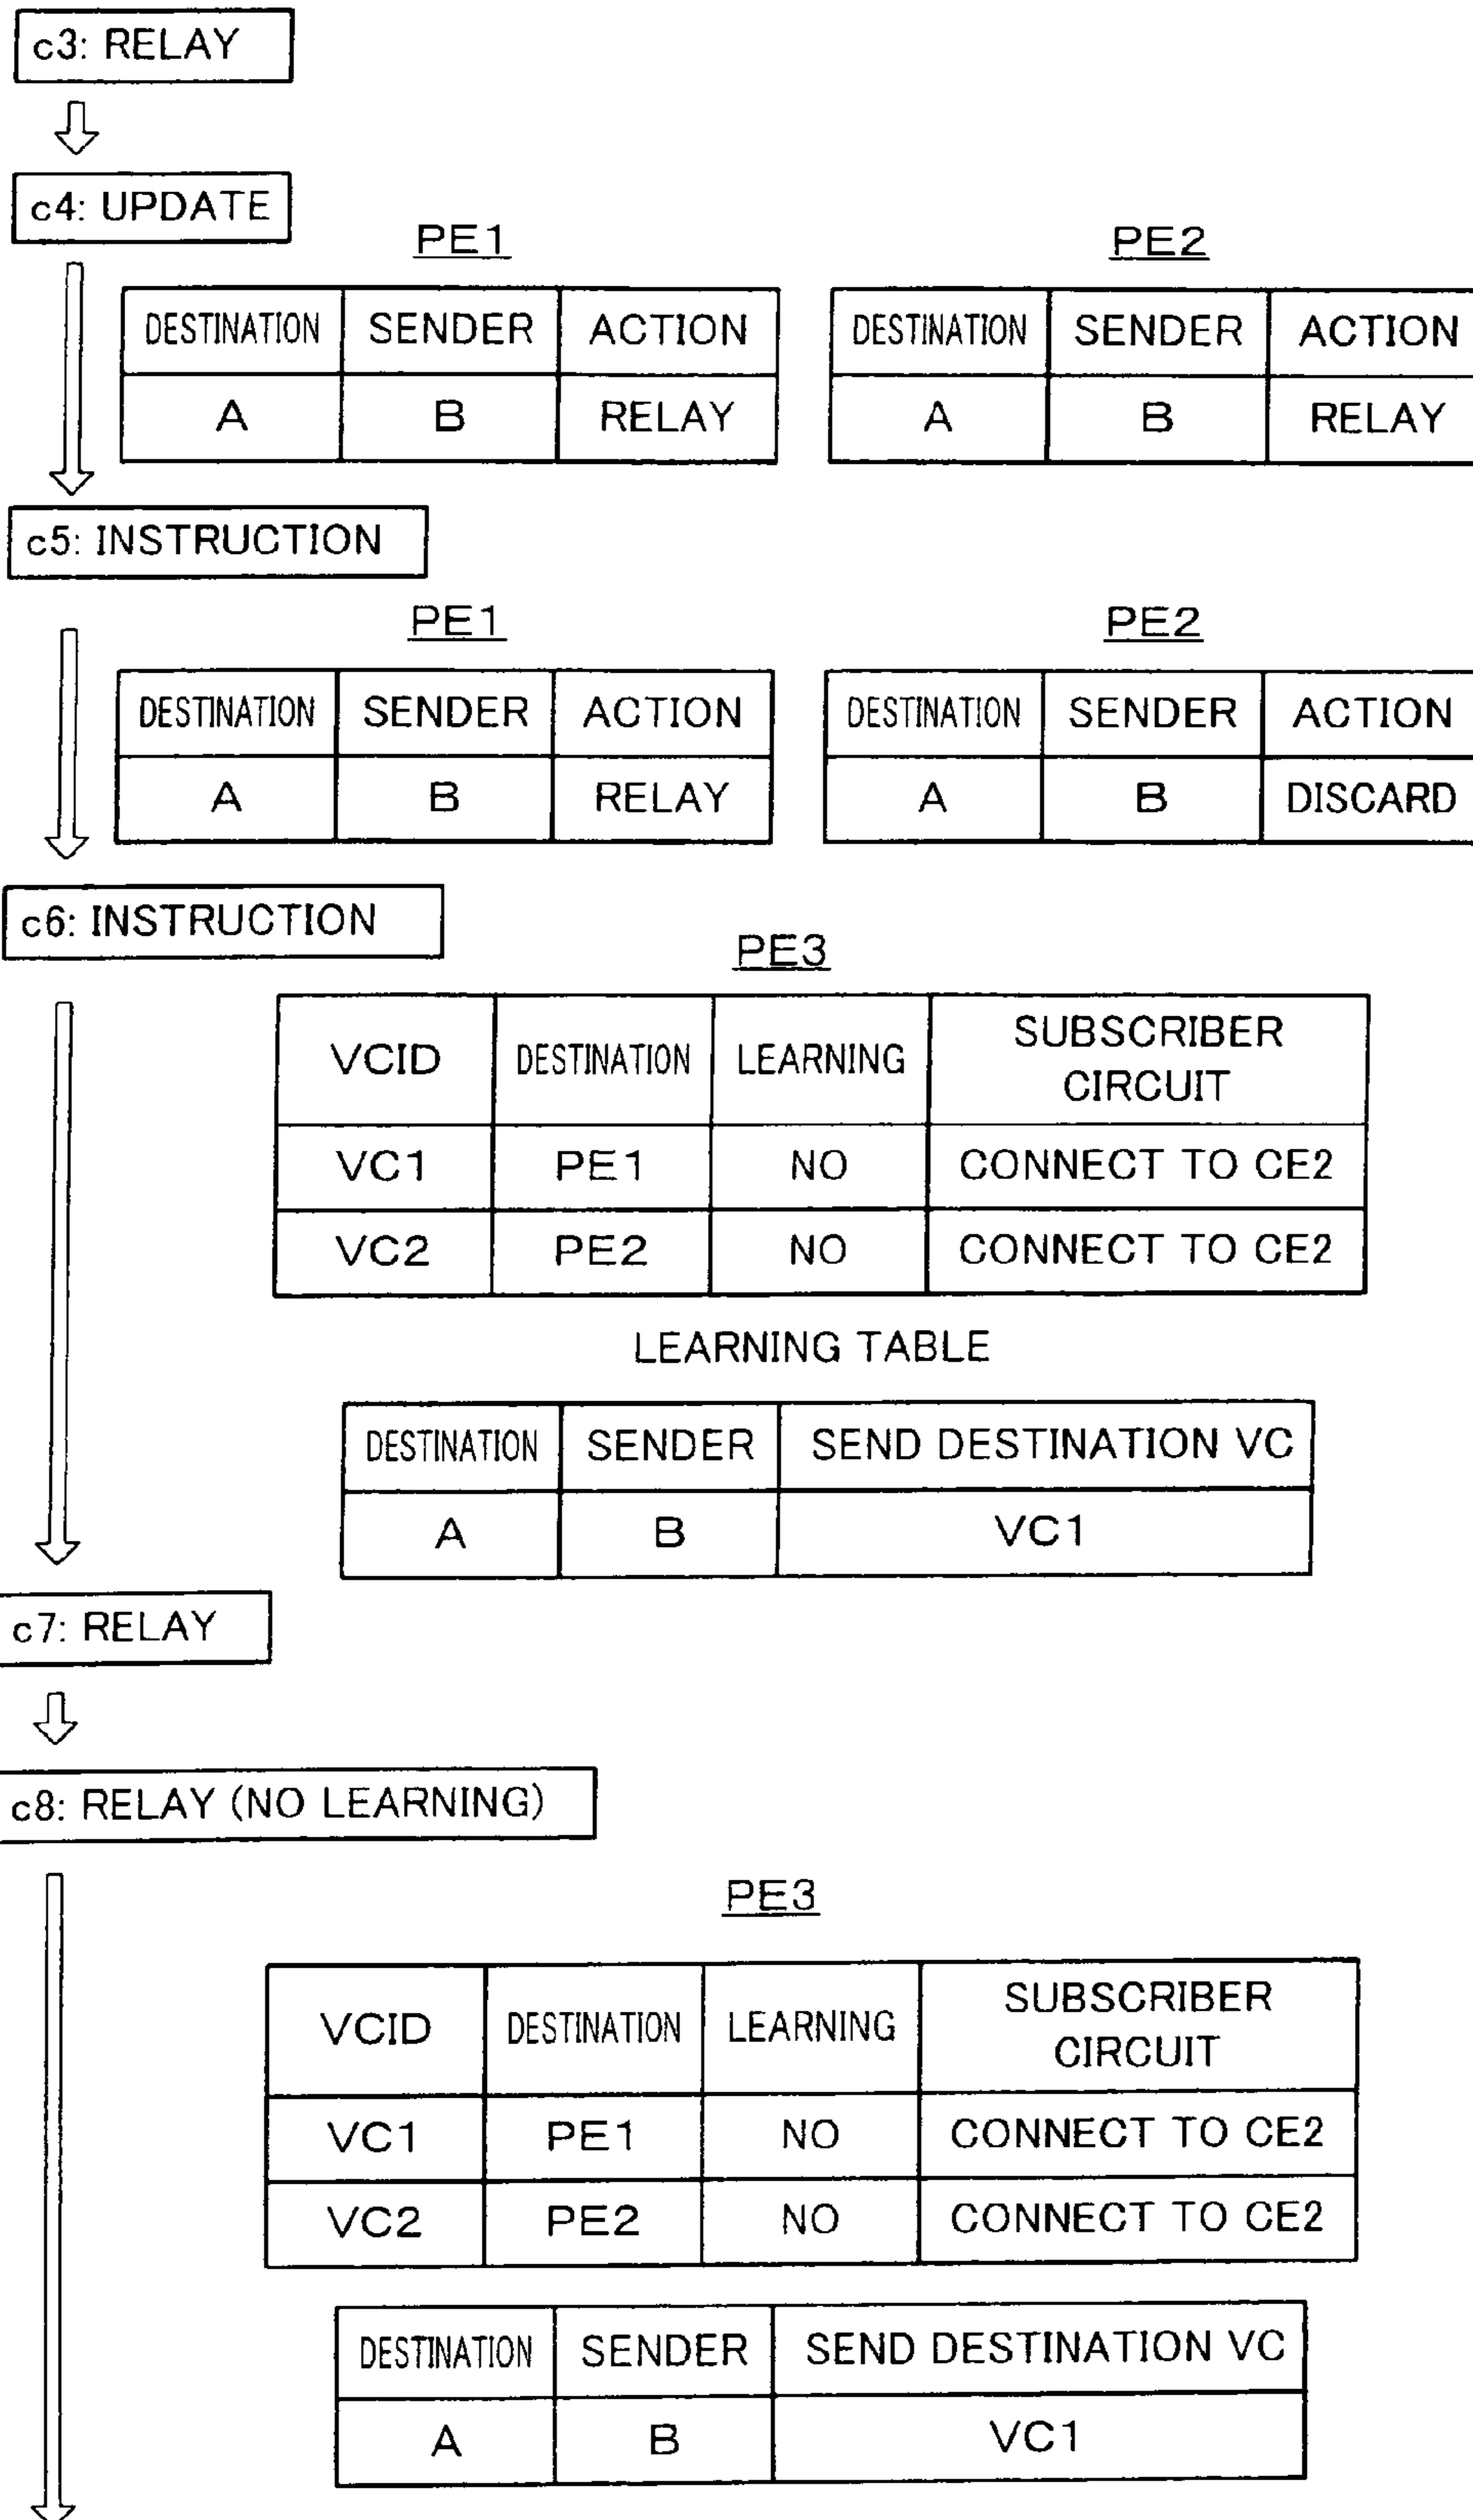 c3: RELAY
c4: UPDATE
PE1 PE2
DESTINATION SENDER ACTION DESTINATION SENDER ACTION
A B RELAY A B RELAY
c5: INSTRUCTION
PE1 PE2
DESTINATION SENDER ACTION DESTINATION SENDER ACTION
A B RELAY A B DISCARD
c6: INSTRUCTION
PE3
VCID DESTINATION LEARNING SUBSCRIBER CIRCUIT
VC1 PE1 NO CONNECT TO CE2
VC2 PE2 NO CONNECT TO CE2
LEARNING TABLE
DESTINATION SENDER SEND DESTINATION VC
A B VC1
c7: RELAY
c8: RELAY (NO LEARNING)
PE3
VCID DESTINATION LEARNING SUBSCRIBER CIRCUIT
VC1 PE1 NO CONNECT TO CE2
VC2 PE2 NO CONNECT TO CE2
DESTINATION SENDER SEND DESTINATION VC
A B VC1